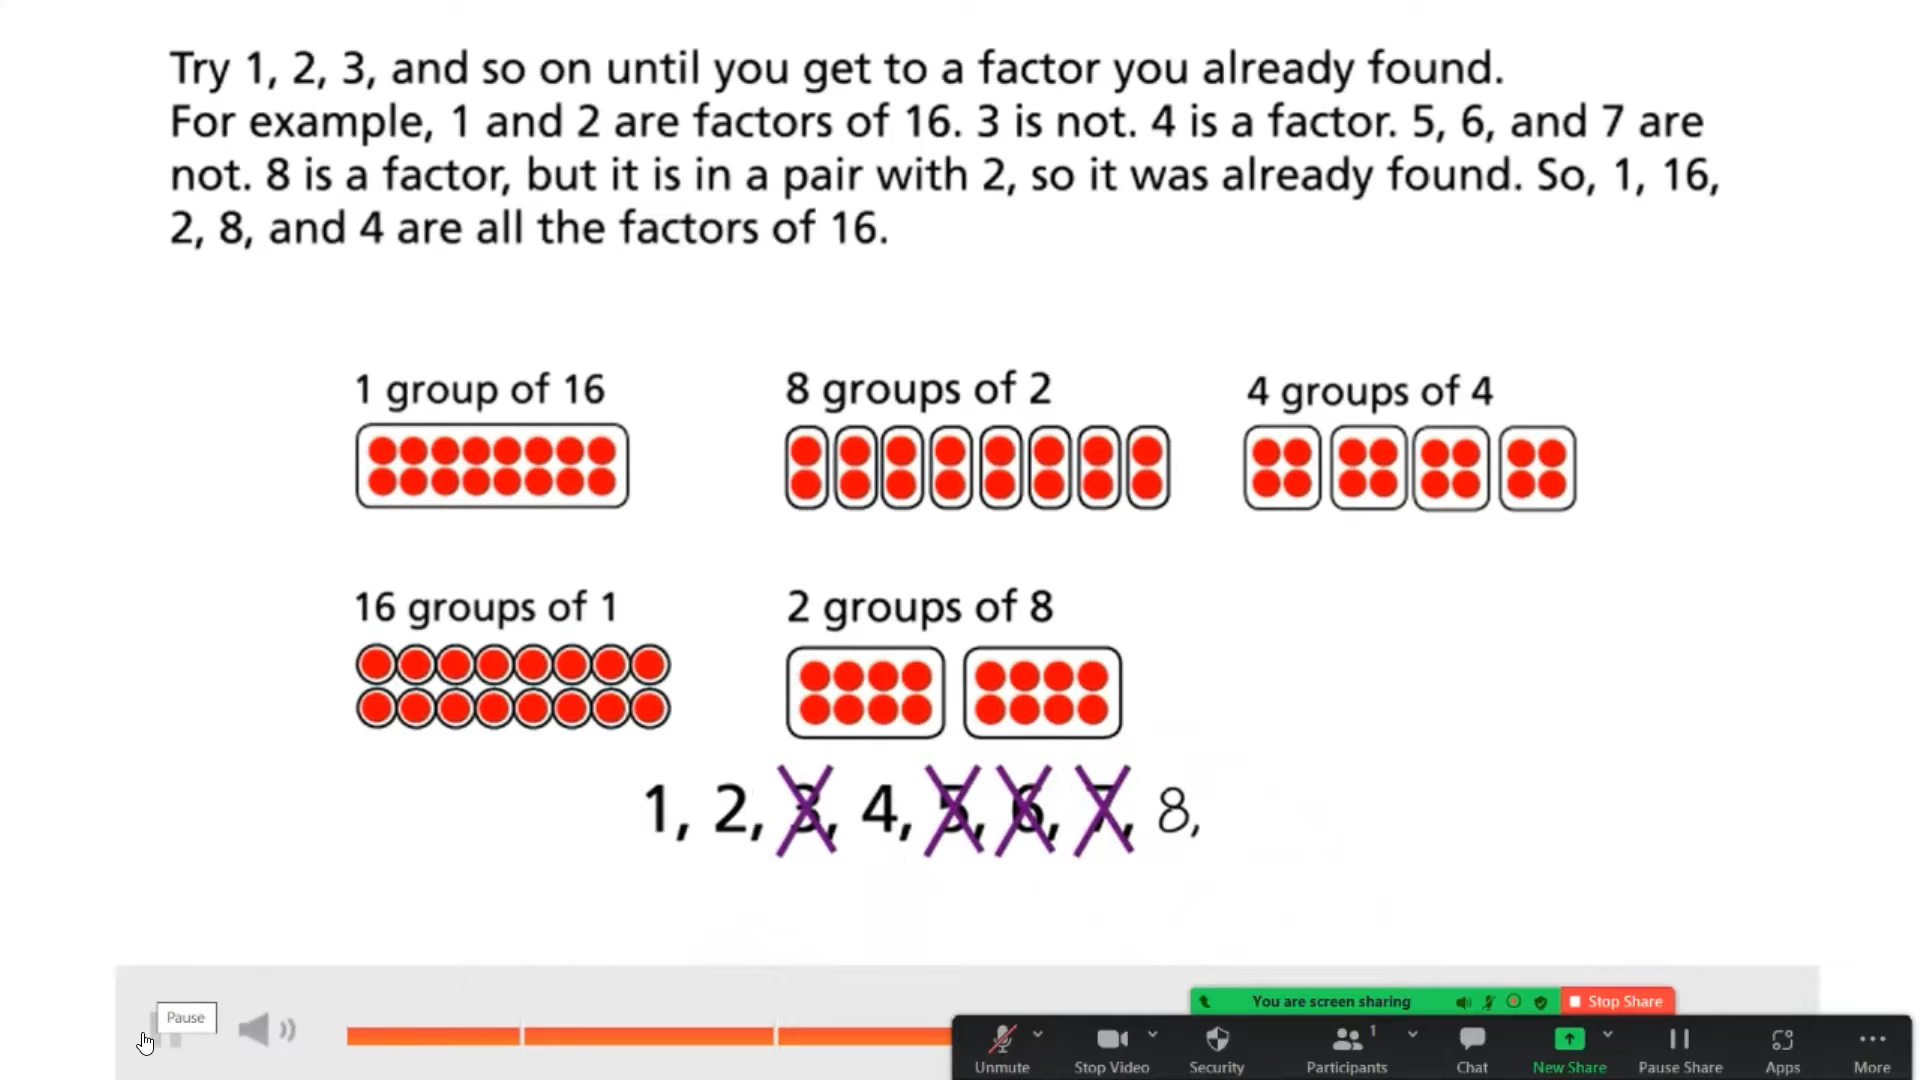 Try 1, 2, 3, and so on until you get to a factor you already found.
For example, 1 and 2 are factors of 16. 3 is not. 4 is a factor. 5, 6, and 7 are
not. 8 is a factor, but it is in a pair with 2, so it was already found. So, 1, 16,
2, 8, and 4 are all the factors of 16.
1 group of 16
8 groups of 2
4 groups of 4
16 groups of 1
2 groups of 8
1, 2, 3, 4, 5, 6, 7, 8,
Pause
You are screen sharing
Stop Share
1
Unmute
Stop Video
Security
Participants
Chat
New Share
Pause Share
Apps
More